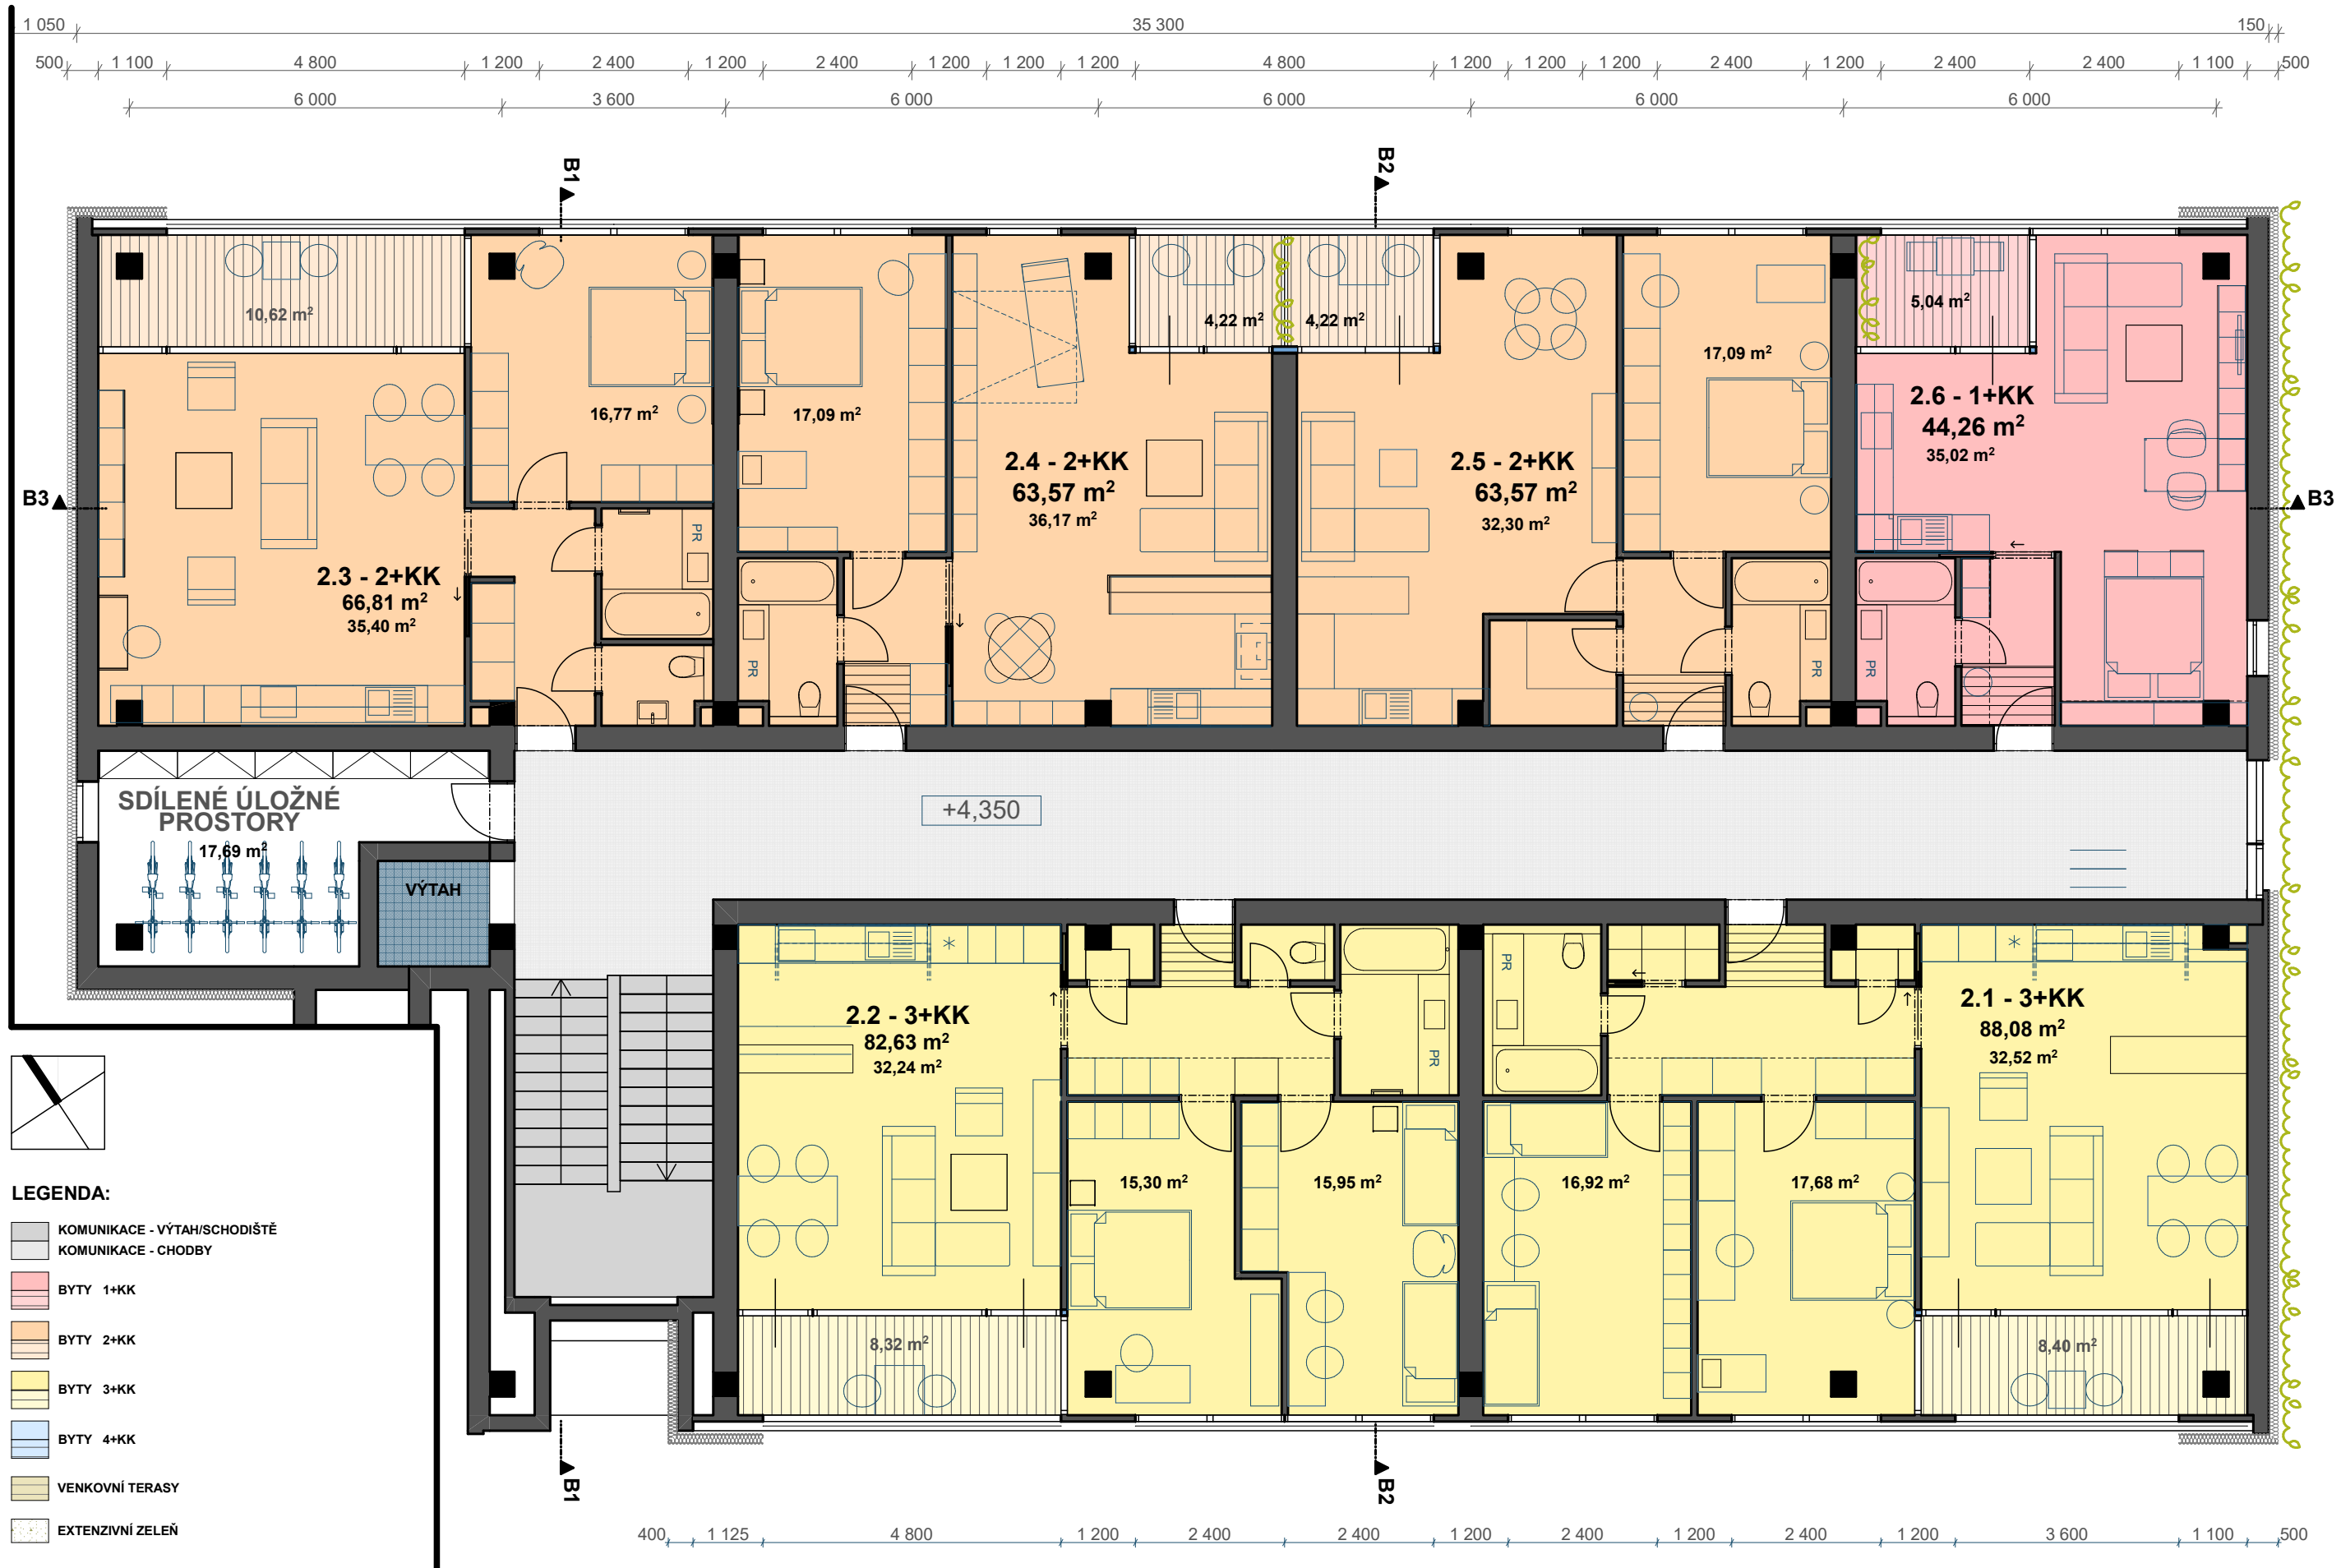 1 050 35 300 150
500 1 100 4 800 1 200 2 400 1 200 2 400 1 200 1 200 1 200 4 800 1 200 1 200 1 200 2 400 1 200 2 400 2 400 1 100 500
6 000 3 600 6 000 6 000 6 000 6 000
B1 B2
10,62 m²
16,77 m²
17,09 m²
4,22 m²
4,22 m²
17,09 m²
5,04 m²
2.6 - 1+KK
44,26 m²
35,02 m²
2.4 - 2+KK
63,57 m²
36,17 m²
2.5 - 2+KK
63,57 m²
32,30 m²
B3 B3
2.3 - 2+KK
66,81 m²
35,40 m²
PR
PR
PR
PR
SDÍLENÉ ÚLOŽNÉ
PROSTORY
17,69 m²
+4,350
VÝTAH
2.2 - 3+KK
82,63 m²
32,24 m²
PR
PR
2.1 - 3+KK
88,08 m²
32,52 m²
15,30 m²
15,95 m²
16,92 m²
17,68 m²
8,32 m²
8,40 m²
LEGENDA:
KOMUNIKACE - VÝTAH/SCHODIŠTĚ
KOMUNIKACE - CHODBY
BYTY 1+KK
BYTY 2+KK
BYTY 3+KK
BYTY 4+KK
VENKOVNÍ TERASY
EXTENZIVNÍ ZELEŇ
B1 B2
400 1 125 4 800 1 200 2 400 2 400 1 200 2 400 1 200 2 400 1 200 3 600 1 100 500